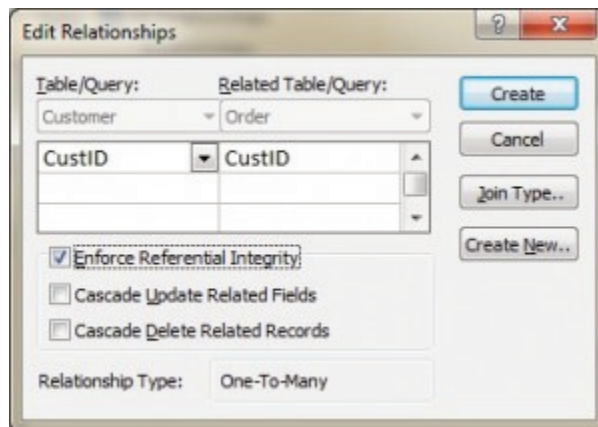 Edit Relationships
Table/Query: Related Table/Query:
Customer Order
CustID CustID
Enforce Referential Integrity
Cascade Update Related Fields
Cascade Delete Related Records
Relationship Type: One-To-Many
Create
Cancel
Join Type..
Create New..